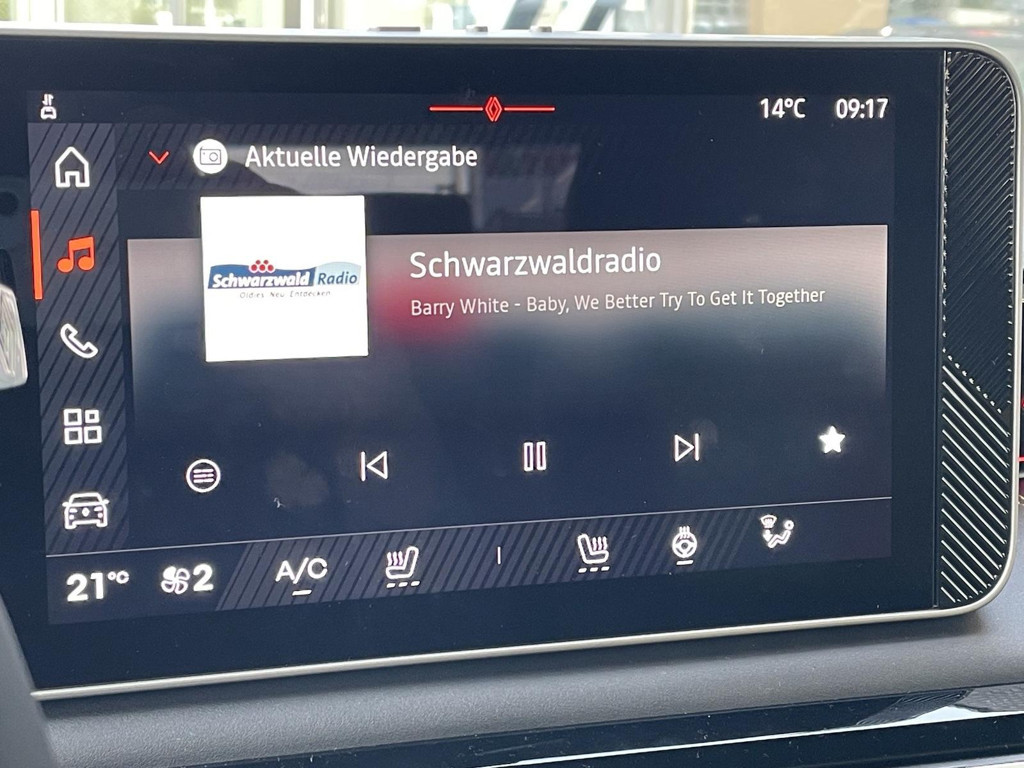 14°C 09:17
Aktuelle Wiedergabe
Schwarzwald Radio
Oldies. Neu. Entdecken.
Schwarzwaldradio
Barry White - Baby, We Better Try To Get It Together
21°C 2 A/C